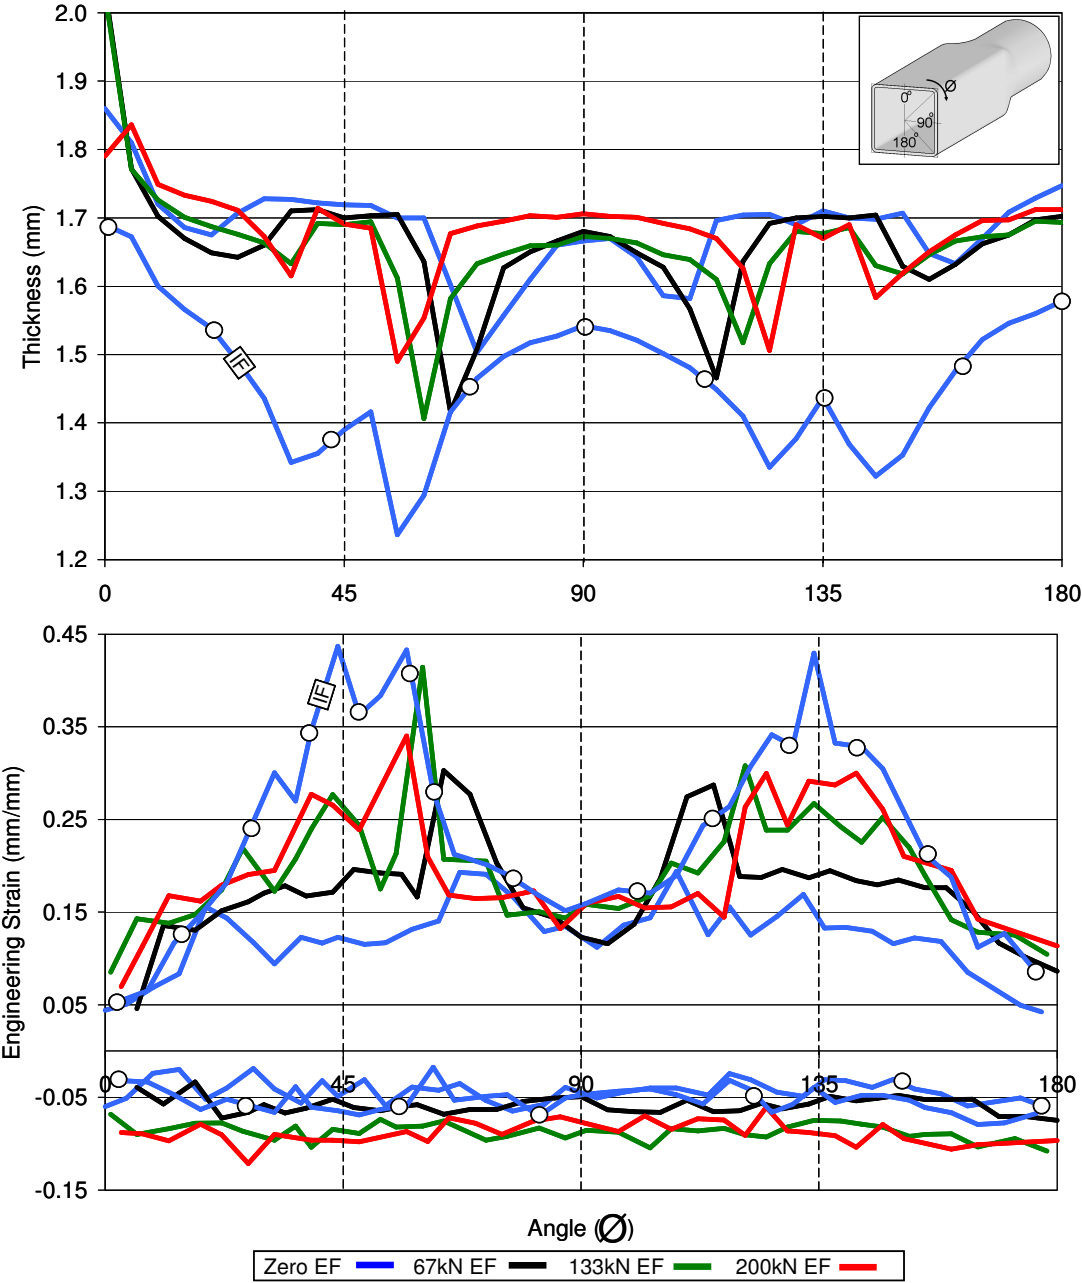 2.0
1.9
1.8
1.7
1.6
1.5
1.4
1.3
1.2
Thickness (mm)
0°
90°
180°
Ø
IF
0 45 90 135 180
0.45
0.35
0.25
0.15
0.05
-0.05
-0.15
Engineering Strain (mm/mm)
IF
0 45 90 135 180
Angle (Ø)
Zero EF 67kN EF 133kN EF 200kN EF